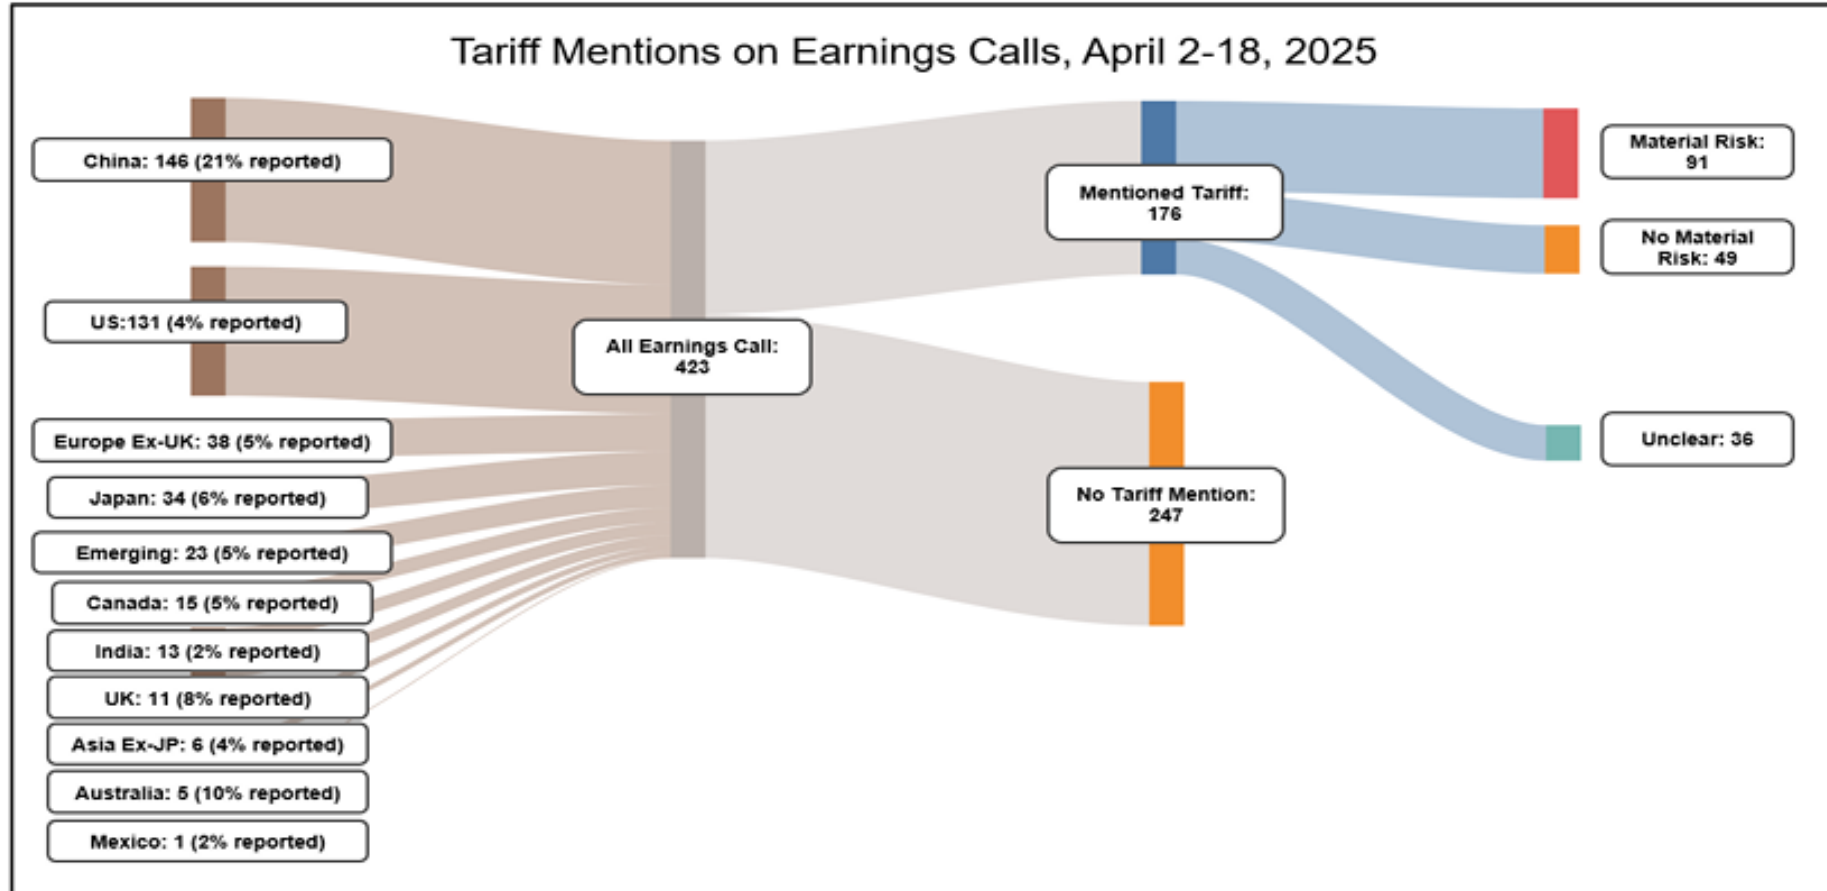 Tariff Mentions on Earnings Calls, April 2-18, 2025
China: 146 (21% reported)
US:131 (4% reported)
Europe Ex-UK: 38 (5% reported)
Japan: 34 (6% reported)
Emerging: 23 (5% reported)
Canada: 15 (5% reported)
India: 13 (2% reported)
UK: 11 (8% reported)
Asia Ex-JP: 6 (4% reported)
Australia: 5 (10% reported)
Mexico: 1 (2% reported)
All Earnings Call:
423
Mentioned Tariff:
176
No Tariff Mention:
247
Material Risk:
91
No Material
Risk: 49
Unclear: 36